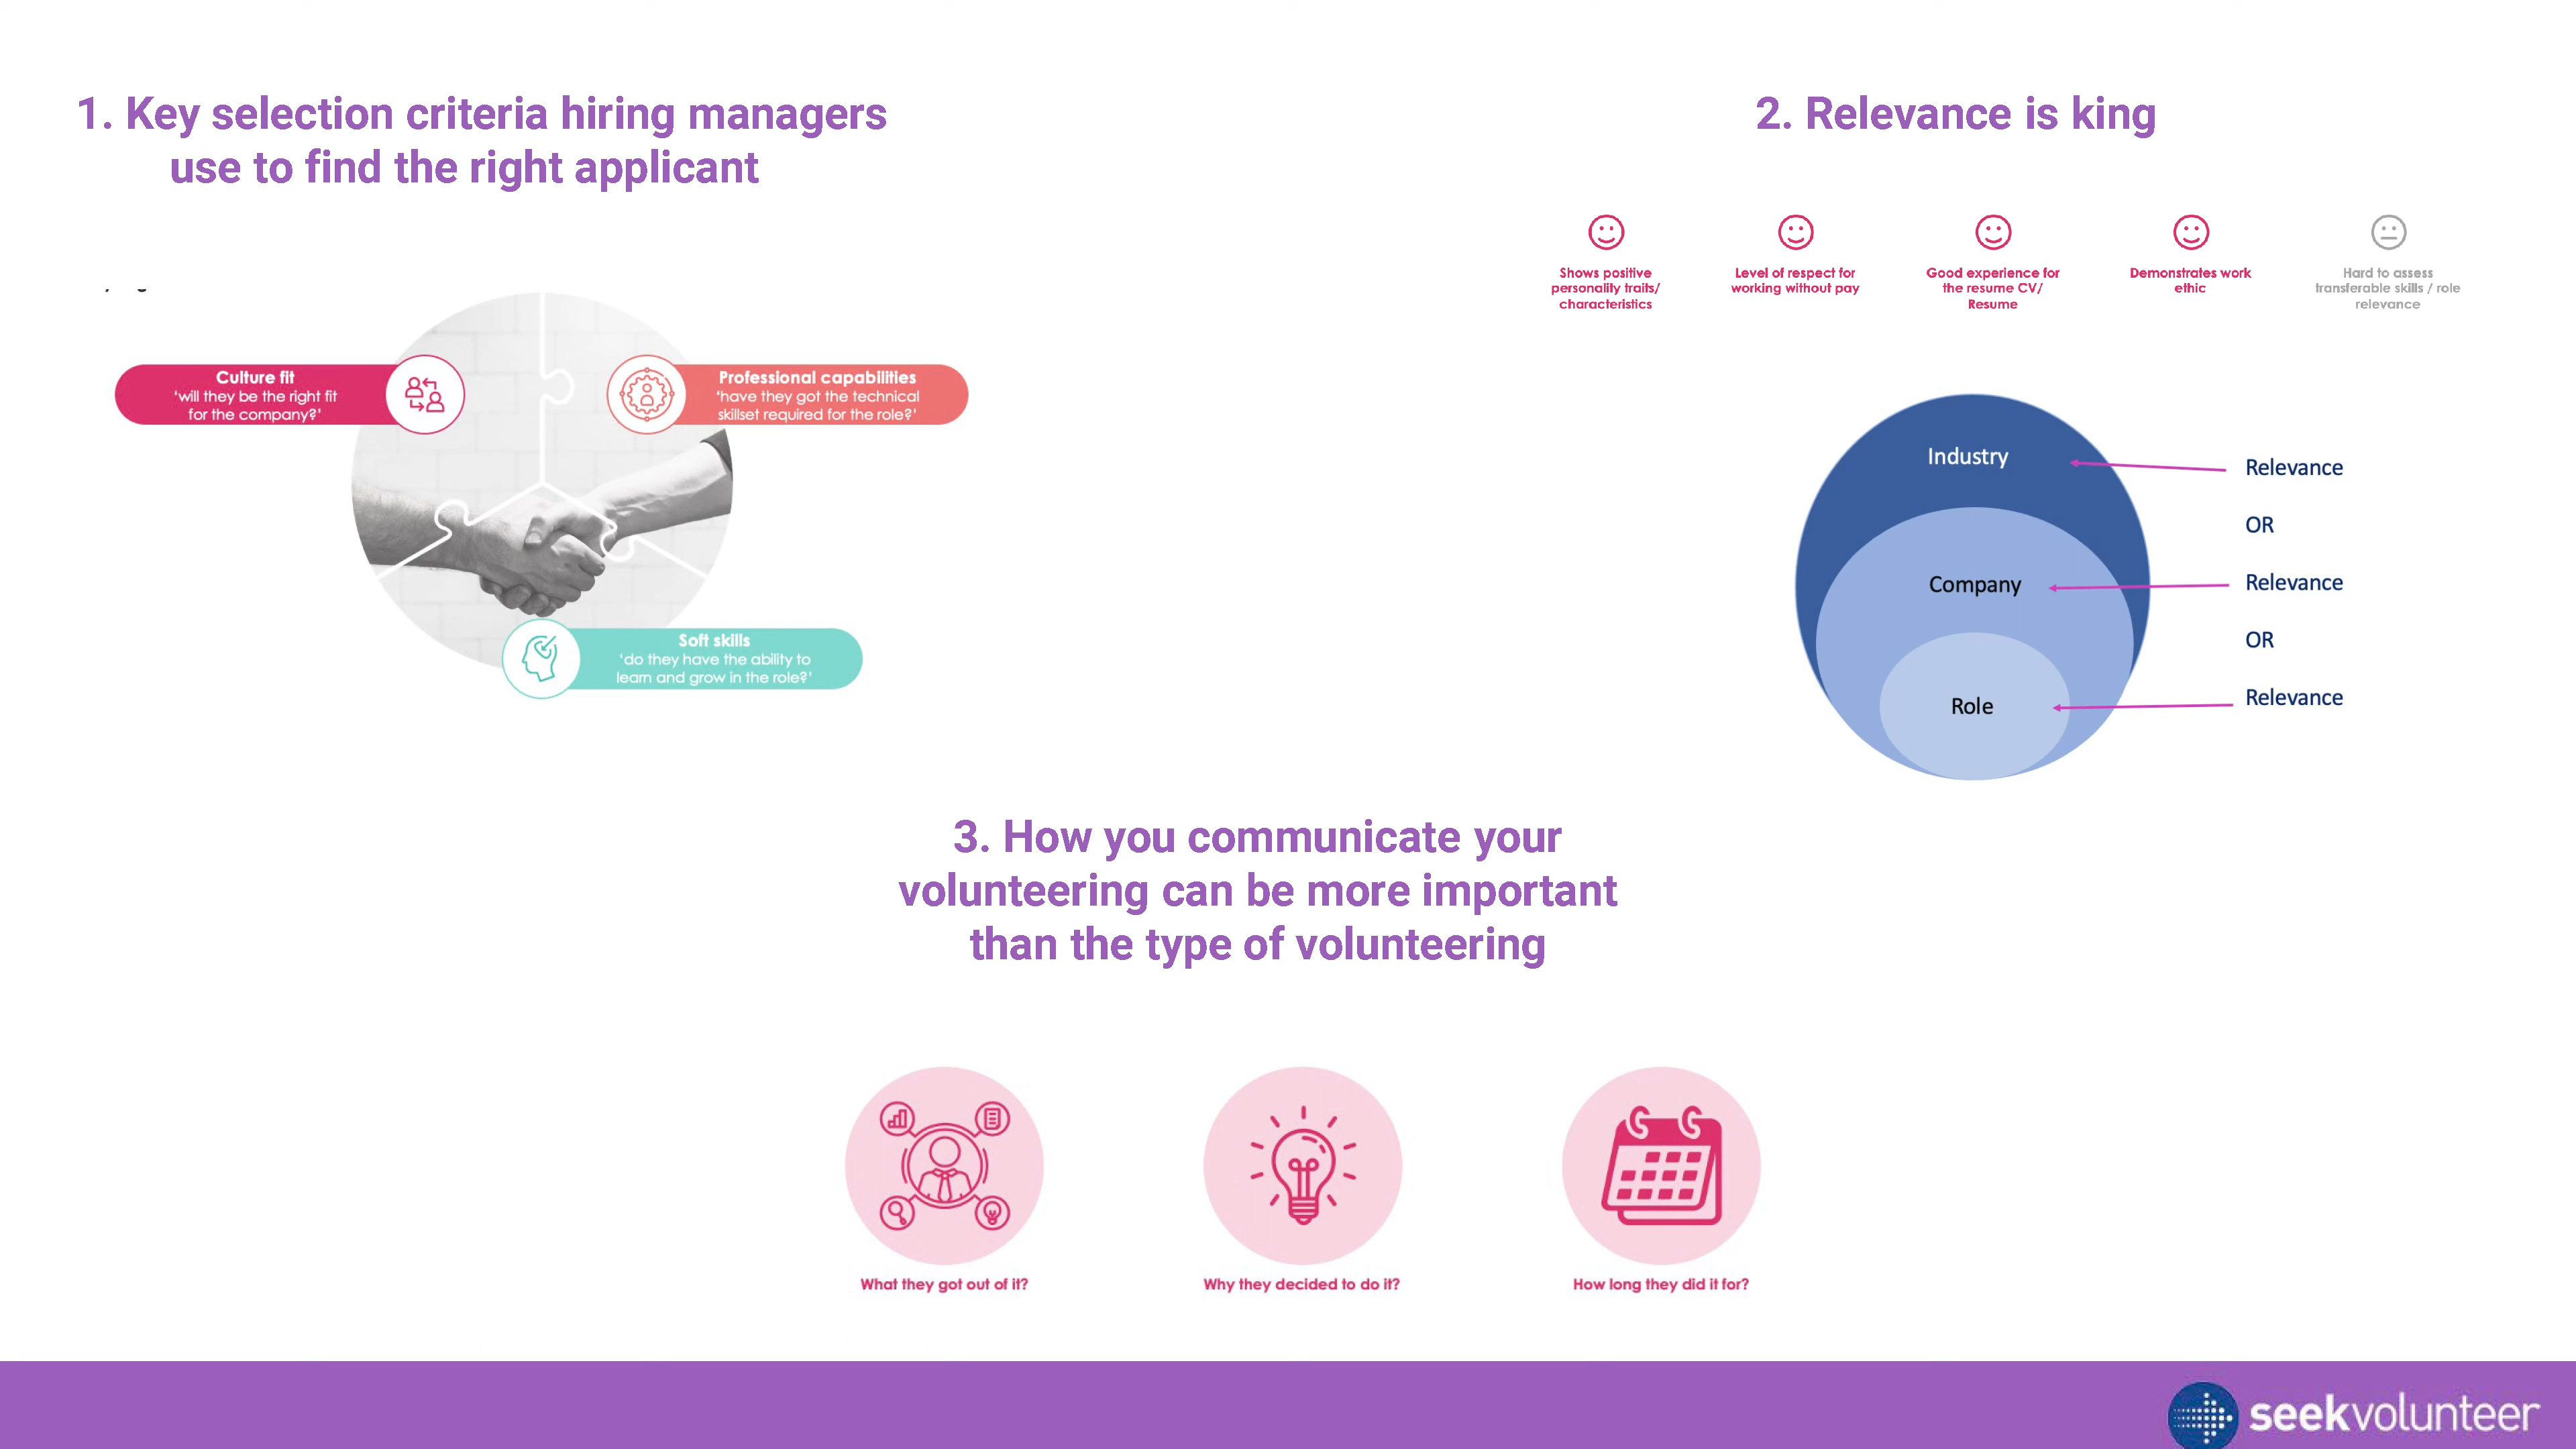 1. Key selection criteria hiring managers
use to find the right applicant
Culture fit
'will they be the right fit
for the company?'
Professional capabilities
'have they got the technical
skillset required for the role?'
Soft skills
'do they have the ability to
learn and grow in the role?'
2. Relevance is king
Shows positive
personality traits/
characteristics
Level of respect for
working without pay
Good experience for
the resume CV/
Resume
Demonstrates work
ethic
Hard to assess
transferable skills / role
relevance
Industry
Relevance
OR
Company
Relevance
OR
Role
Relevance
3. How you communicate your
volunteering can be more important
than the type of volunteering
What they got out of it?
Why they decided to do it?
How long they did it for?
seekvolunteer